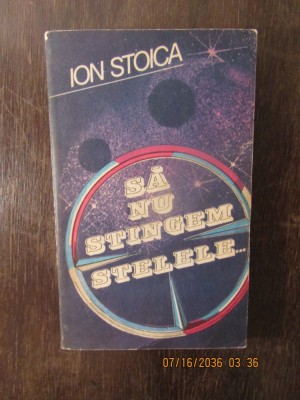 ION STOICA
SĂ
NU
STINGEM
STELELE...
07/16/2036 03 36